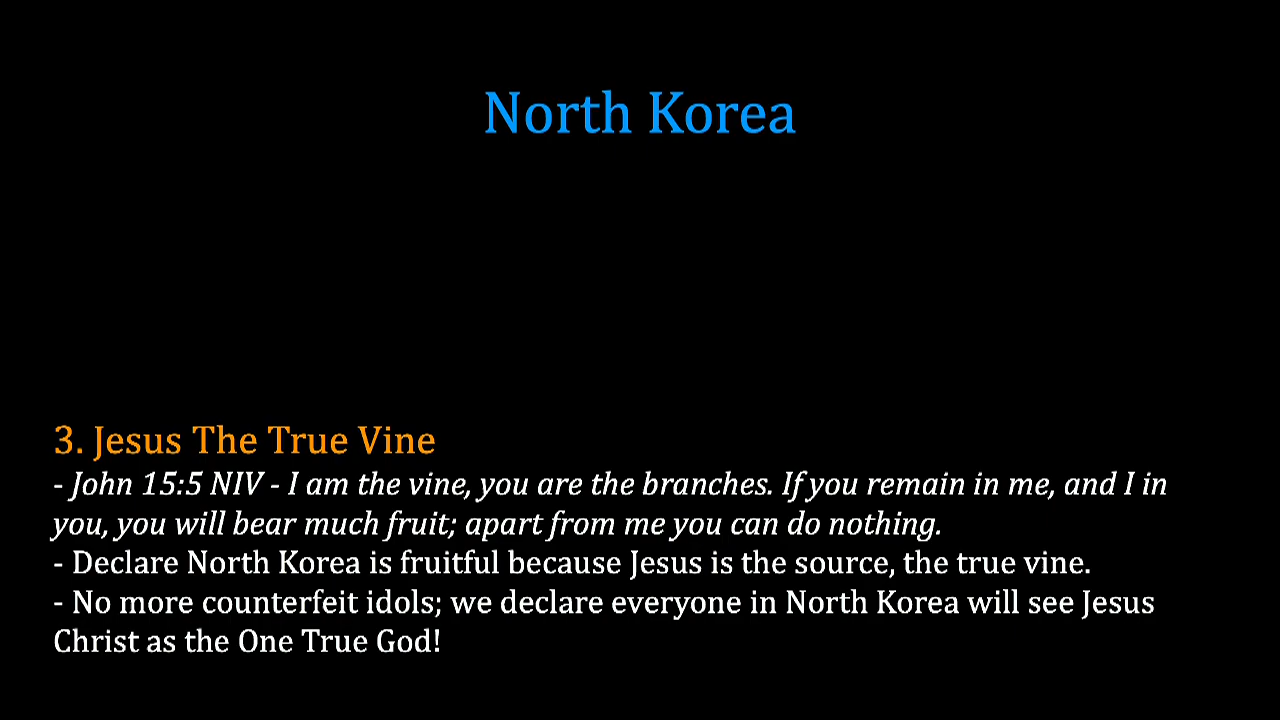 North Korea
3. Jesus The True Vine
- John 15:5 NIV - I am the vine, you are the branches. If you remain in me, and I in
you, you will bear much fruit; apart from me you can do nothing.
- Declare North Korea is fruitful because Jesus is the source, the true vine.
- No more counterfeit idols; we declare everyone in North Korea will see Jesus
Christ as the One True God!